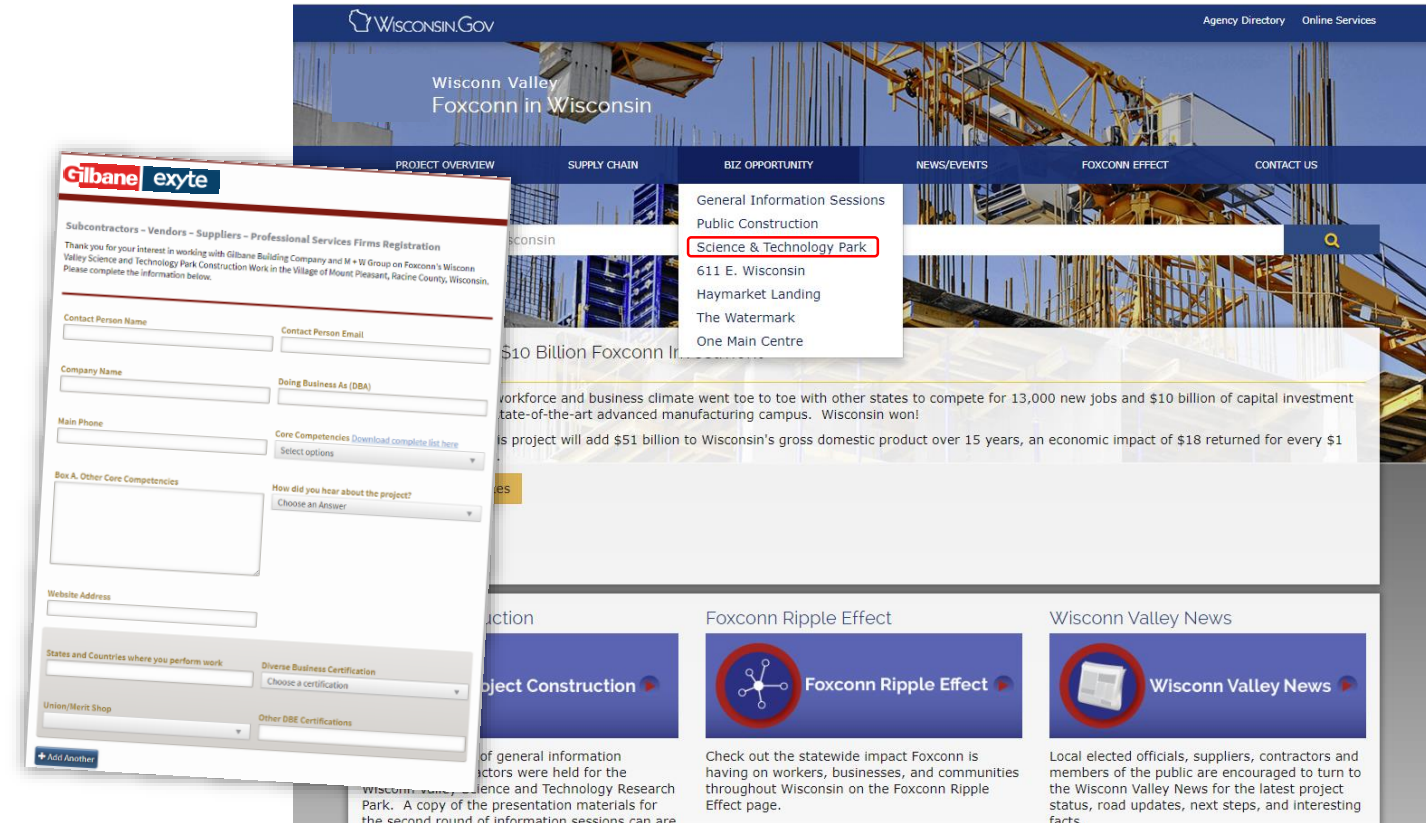 Wisconsin.Gov
Agency Directory Online Services
Wisconn Valley
Foxconn in Wisconsin
PROJECT OVERVIEW SUPPLY CHAIN BIZ OPPORTUNITY NEWS/EVENTS FOXCONN EFFECT CONTACT US
General Information Sessions
Public Construction
Science & Technology Park
611 E. Wisconsin
Haymarket Landing
The Watermark
One Main Centre
$10 Billion Foxconn
workforce and business climate went toe to toe with other states to compete for 13,000 new jobs and $10 billion of capital investment
state-of-the-art advanced manufacturing campus. Wisconsin won!
project will add $51 billion to Wisconsin's gross domestic product over 15 years, an economic impact of $18 returned for every $1
Gilbane exyte
Subcontractors – Vendors – Suppliers – Professional Services Firms Registration
Thank you for your interest in working with Gilbane Building Company and M + W Group on Foxconn's Wisconn
Valley Science and Technology Park Construction Work in the Village of Mount Pleasant, Racine County, Wisconsin.
Please complete the information below.
Contact Person Name
Contact Person Email
Company Name
Doing Business As (DBA)
Main Phone
Core Competencies Download complete list here
Select options
Box A. Other Core Competencies
How did you hear about the project?
Choose an Answer
Website Address
States and Countries where you perform work
Diverse Business Certification
Choose a certification
Union/Merit Shop
Other DBE Certifications
+ Add Another
Project Construction
of general information
were held for the
Wisconn Valley Science and Technology Research
Park. A copy of the presentation materials for
the second round of information sessions can are
Foxconn Ripple Effect
Foxconn Ripple Effect
Check out the statewide impact Foxconn is
having on workers, businesses, and communities
throughout Wisconsin on the Foxconn Ripple
Effect page.
Wisconn Valley News
Wisconn Valley News
Local elected officials, suppliers, contractors and
members of the public are encouraged to turn to
the Wisconn Valley News for the latest project
status, road updates, next steps, and interesting
facts